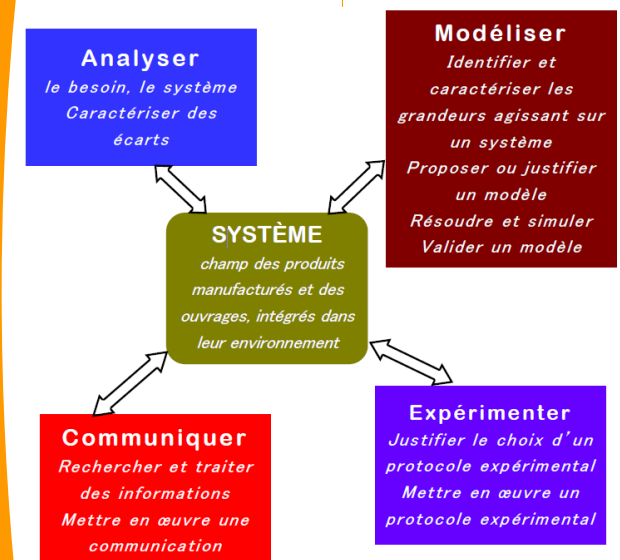 Analyser
le besoin, le système
Caractériser des
écarts
Modéliser
Identifier et
caractériser les
grandeurs agissant sur
un système
Proposer ou justifier
un modèle
Résoudre et simuler
Valider un modèle
SYSTÈME
champ des produits
manufacturés et des
ouvrages, intégrés dans
leur environnement
Communiquer
Rechercher et traiter
des informations
Mettre en œuvre une
communication
Expérimenter
Justifier le choix d'un
protocole expérimental
Mettre en œuvre un
protocole expérimental